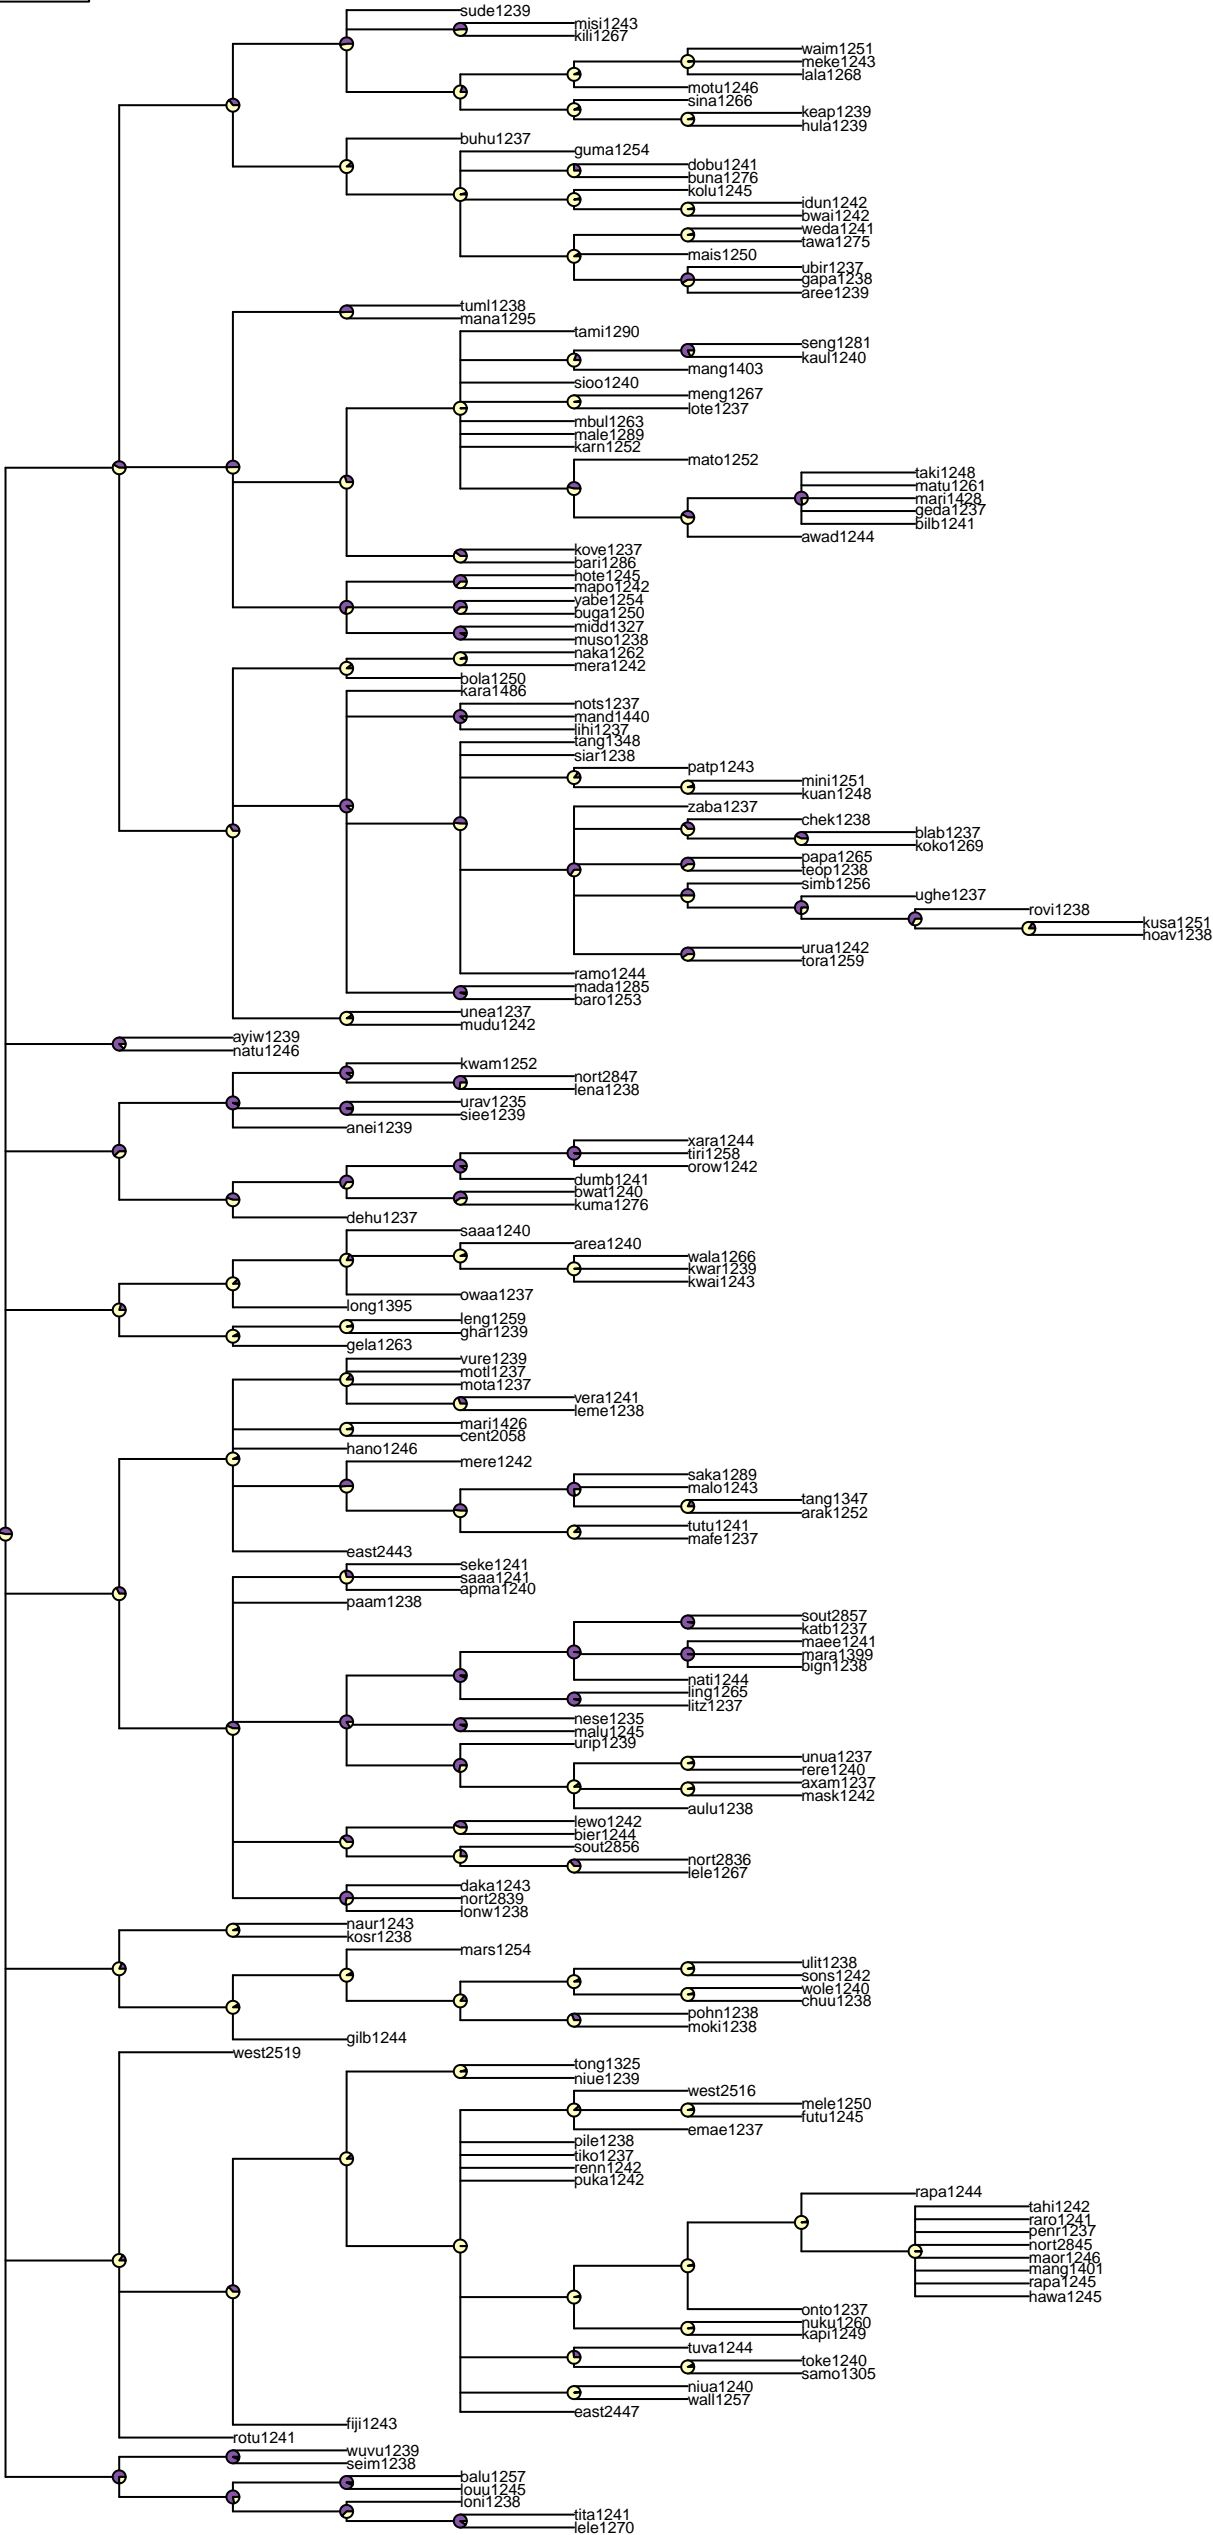 sude1239
misi1243
kili1267
waim1251
meke1243
lala1268
motu1246
sina1266
keap1239
hula1239
buhu1237
guma1254
dobu1241
buna1276
kolu1245
idun1242
bwai1242
weda1241
tawa1275
mais1250
ubir1237
gapa1238
aree1239
tuml1238
mana1295
tami1290
seng1281
kaul1240
mang1403
sioo1240
meng1267
lote1237
mbul1263
male1289
karn1252
mato1252
taki1248
matu1261
mari1428
geda1237
bilb1241
awad1244
kove1237
bari1286
hote1245
mapo1242
yabe1254
buga1250
midd1327
muso1238
naka1262
mera1242
bola1250
kara1486
nots1237
mand1440
lihi1237
tang1348
siar1238
patp1243
mini1251
kuan1248
zaba1237
chek1238
blab1237
koko1269
papa1265
teop1238
simb1256
ughe1237
rovi1238
kusa1251
hoav1238
urua1242
tora1259
ramo1244
mada1285
baro1253
unea1237
mudu1242
ayiw1239
natu1246
kwam1252
nort2847
lena1238
urav1235
siee1239
anei1239
xara1244
tiri1258
orow1242
dumb1241
bwat1240
kuma1276
dehu1237
saaa1240
area1240
wala1266
kwar1239
kwai1243
owaa1237
long1395
leng1259
ghar1239
gela1263
vure1239
motl1237
mota1237
vera1241
leme1238
mari1426
cent2058
hano1246
mere1242
saka1289
malo1243
tang1347
arak1252
tutu1241
mafe1237
east2443
seke1241
saaa1241
apma1240
paam1238
sout2857
katb1237
maee1241
mara1399
bign1238
nati1244
ling1265
litz1237
nese1235
malu1245
urip1239
unua1237
rere1240
axam1237
mask1242
aulu1238
lewo1242
bier1244
sout2856
nort2836
lele1267
daka1243
nort2839
lonw1238
naur1243
kosr1238
mars1254
ulit1238
sons1242
wole1240
chuu1238
pohn1238
moki1238
gilb1244
west2519
tong1325
niue1239
west2516
mele1250
futu1245
emae1237
pile1238
tiko1237
renn1242
puka1242
rapa1244
tahi1242
raro1241
penr1237
nort2845
maor1246
mang1401
rapa1245
hawa1245
onto1237
nuku1260
kapi1249
tuva1244
toke1240
samo1305
niua1240
wall1257
east2447
fiji1243
rotu1241
wuvu1239
seim1238
balu1257
louu1245
loni1238
tita1241
lele1270